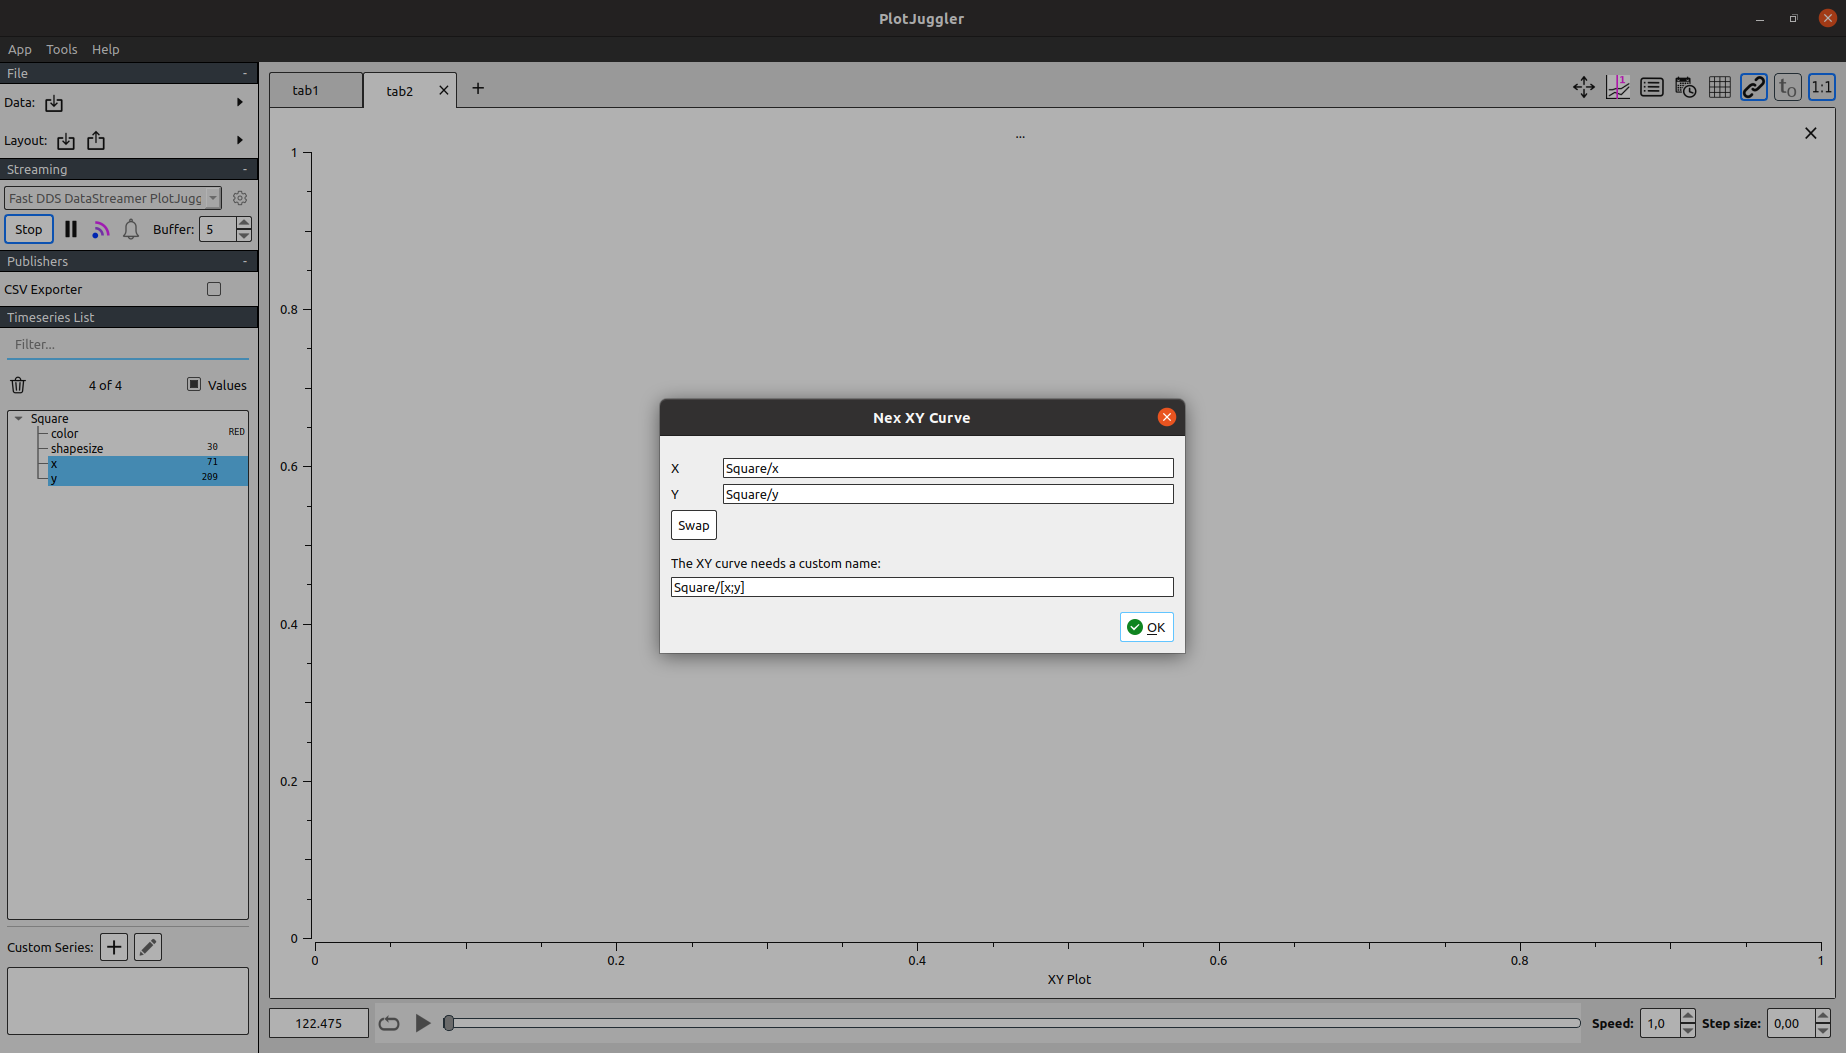 PlotJuggler
App Tools Help
File -
Data:
Layout:
Streaming -
Fast DDS DataStreamer PlotJugg
Stop Buffer: 5
Publishers -
CSV Exporter
Timeseries List
Filter...
4 of 4 Values
Square
color RED
shapesize 30
x 71
y 209
Custom Series:
tab1 tab2 +
1 t0 1:1
...
1
0.8
0.6
0.4
0.2
0
0 0.2 0.4 0.6 0.8 1
XY Plot
Nex XY Curve
X Square/x
Y Square/y
Swap
The XY curve needs a custom name:
Square/[x;y]
OK
122.475 Speed: 1,0 Step size: 0,00